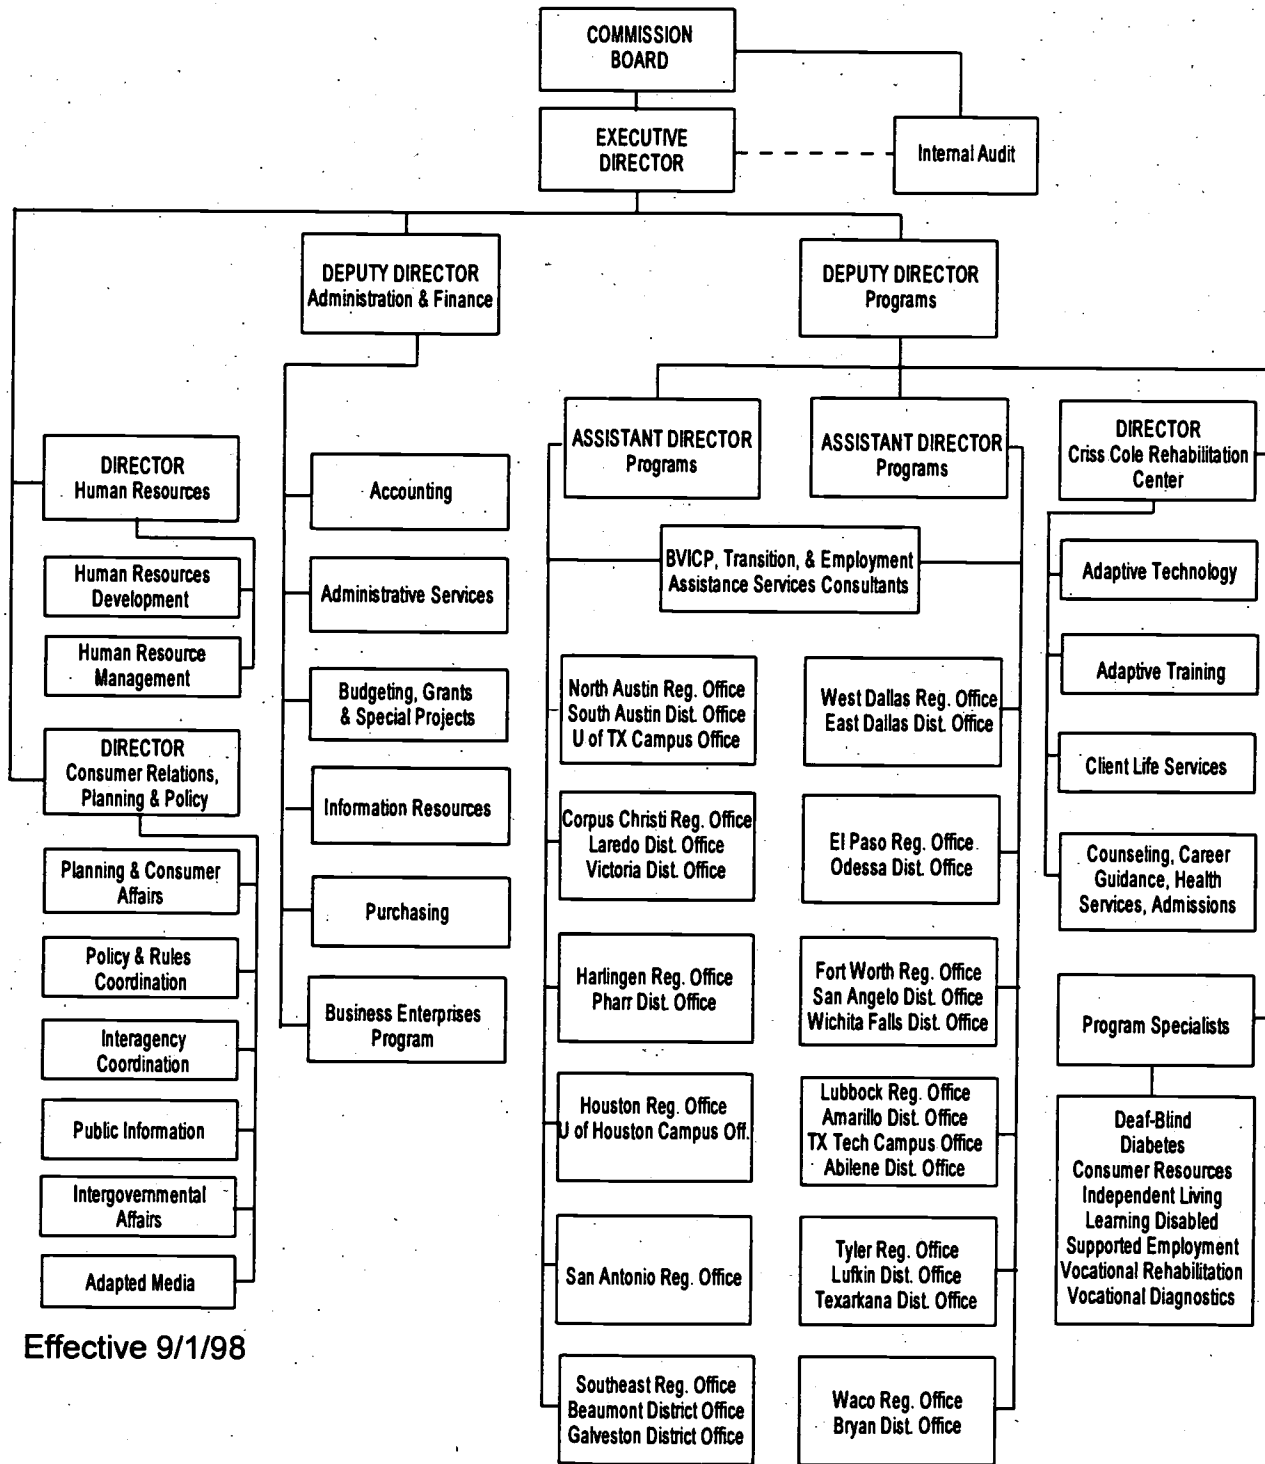 COMMISSION
BOARD
EXECUTIVE
DIRECTOR
Internal Audit
DEPUTY DIRECTOR
Administration & Finance
DEPUTY DIRECTOR
Programs
DIRECTOR
Human Resources
Human Resources
Development
Human Resource
Management
DIRECTOR
Consumer Relations,
Planning & Policy
Planning & Consumer
Affairs
Policy & Rules
Coordination
Interagency
Coordination
Public Information
Intergovernmental
Affairs
Adapted Media
Accounting
Administrative Services
Budgeting, Grants
& Special Projects
Information Resources
Purchasing
Business Enterprises
Program
ASSISTANT DIRECTOR
Programs
ASSISTANT DIRECTOR
Programs
BVICP, Transition, & Employment
Assistance Services Consultants
North Austin Reg. Office
South Austin Dist. Office
U of TX Campus Office
Corpus Christi Reg. Office
Laredo Dist. Office
Victoria Dist. Office
Harlingen Reg. Office
Pharr Dist. Office
Houston Reg. Office
U of Houston Campus Off.
San Antonio Reg. Office
Southeast Reg. Office
Beaumont District Office
Galveston District Office
West Dallas Reg. Office
East Dallas Dist. Office
El Paso Reg. Office
Odessa Dist. Office
Fort Worth Reg. Office
San Angelo Dist. Office
Wichita Falls Dist. Office
Lubbock Reg. Office
Amarillo Dist. Office
TX Tech Campus Office
Abilene Dist. Office
Tyler Reg. Office
Lufkin Dist. Office
Texarkana Dist. Office
Waco Reg. Office
Bryan Dist. Office
DIRECTOR
Criss Cole Rehabilitation
Center
Adaptive Technology
Adaptive Training
Client Life Services
Counseling, Career
Guidance, Health
Services, Admissions
Program Specialists
Deaf-Blind
Diabetes
Consumer Resources
Independent Living
Learning Disabled
Supported Employment
Vocational Rehabilitation
Vocational Diagnostics
Effective 9/1/98